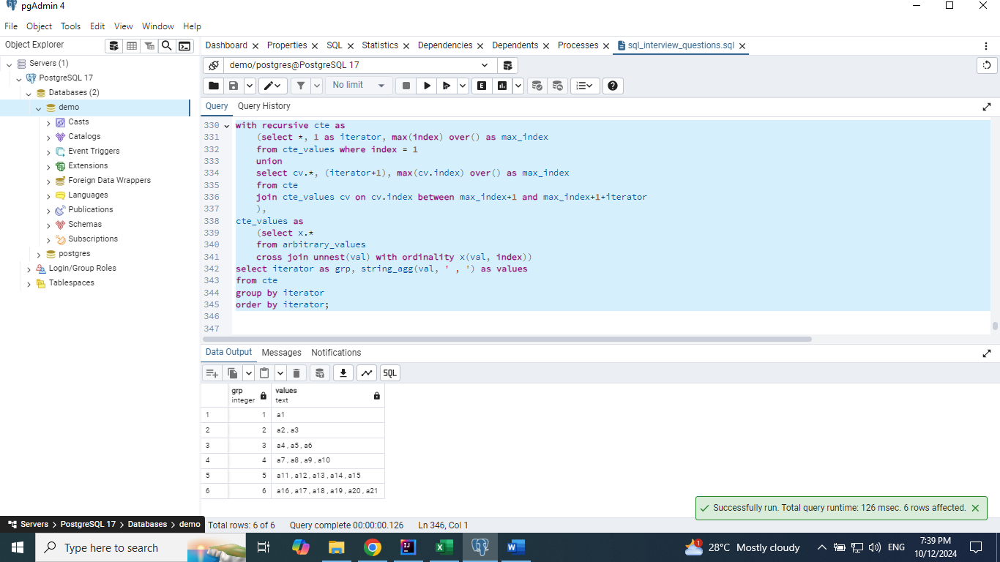 pgAdmin 4
File Object Tools Edit View Window Help
Object Explorer
Servers (1)
PostgreSQL 17
Databases (2)
demo
Casts
Catalogs
Event Triggers
Extensions
Foreign Data Wrappers
Languages
Publications
Schemas
Subscriptions
postgres
Login/Group Roles
Tablespaces
Dashboard Properties SQL Statistics Dependencies Dependents Processes sql_interview_questions.sql
demo/postgres@PostgreSQL 17
No limit E
Query Query History
330 with recursive cte as
331 (select *, 1 as iterator, max(index) over() as max_index
332 from cte_values where index = 1
333 union
334 select cv.*, (iterator+1), max(cv.index) over() as max_index
335 from cte
336 join cte_values cv on cv.index between max_index+1 and max_index+1+iterator
337 ),
338 cte_values as
339 (select x.*
340 from arbitrary_values
341 cross join unnest(val) with ordinality x(val, index))
342 select iterator as grp, string_agg(val, ' , ') as values
343 from cte
344 group by iterator
345 order by iterator;
346
347
Data Output Messages Notifications
SQL
grp values
integer text
1 1 a1
2 2 a2 , a3
3 3 a4 , a5 , a6
4 4 a7 , a8 , a9 , a10
5 5 a11 , a12 , a13 , a14 , a15
6 6 a16 , a17 , a18 , a19 , a20 , a21
Successfully run. Total query runtime: 126 msec. 6 rows affected.
Servers > PostgreSQL 17 > Databases > demo
Total rows: 6 of 6 Query complete 00:00:00.126 Ln 346, Col 1
Type here to search
1
28°C Mostly cloudy
ENG
7:39 PM
10/12/2024